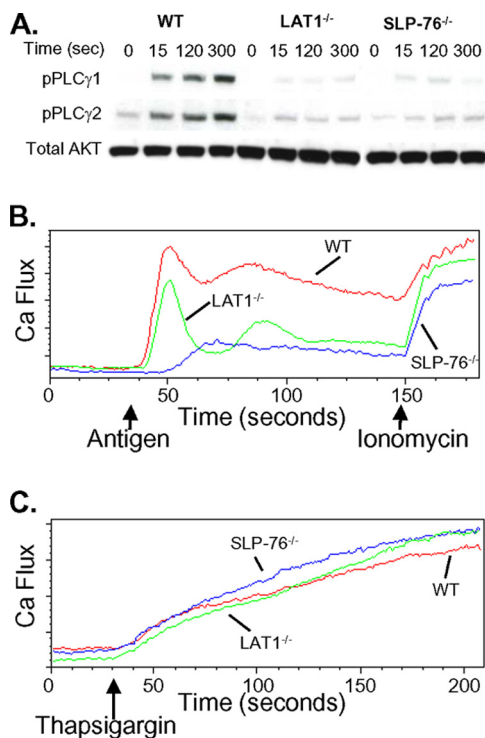 A.
WT LAT1-/- SLP-76-/-
Time (sec) 0 15 120 300 0 15 120 300 0 15 120 300
pPLCγ1
pPLCγ2
Total AKT
B.
Ca Flux
WT
LAT1-/-
SLP-76-/-
0 50 100 150
Time (seconds)
Antigen
Ionomycin
C.
Ca Flux
SLP-76-/-
WT
LAT1-/-
0 50 100 150 200
Time (seconds)
Thapsigargin